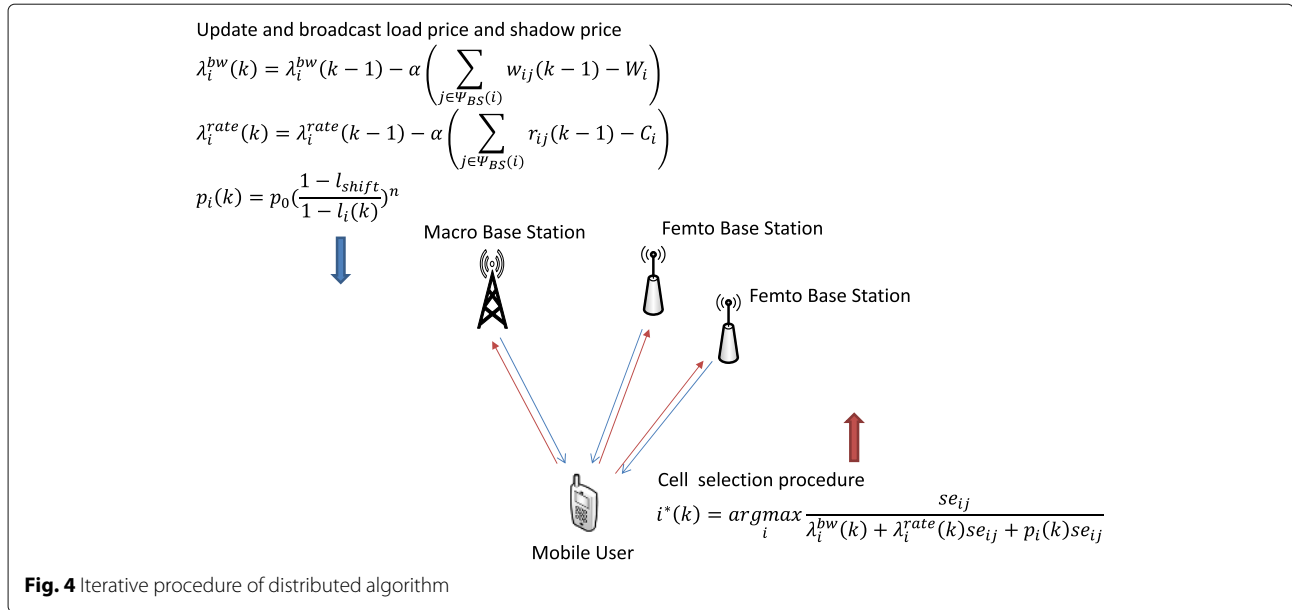 Update and broadcast load price and shadow price
λ_i^{bw}(k) = λ_i^{bw}(k − 1) − α(∑_{j∈Ψ_{BS}(i)} w_{ij}(k − 1) − W_i)
λ_i^{rate}(k) = λ_i^{rate}(k − 1) − α(∑_{j∈Ψ_{BS}(i)} r_{ij}(k − 1) − C_i)
p_i(k) = p_0(\frac{1 − l_{shift}}{1 − l_i(k)})^n
Macro Base Station
Femto Base Station
Femto Base Station
Cell selection procedure
i^*(k) = argmax_i \frac{se_{ij}}{λ_i^{bw}(k) + λ_i^{rate}(k)se_{ij} + p_i(k)se_{ij}}
Mobile User
Fig. 4 Iterative procedure of distributed algorithm